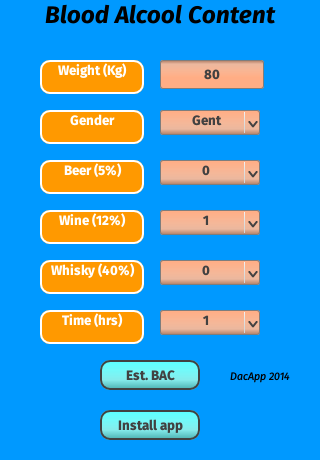 Blood Alcool Content
Weight (Kg) 80
Gender Gent
Beer (5%) 0
Wine (12%) 1
Whisky (40%) 0
Time (hrs) 1
Est. BAC
DacApp 2014
Install app